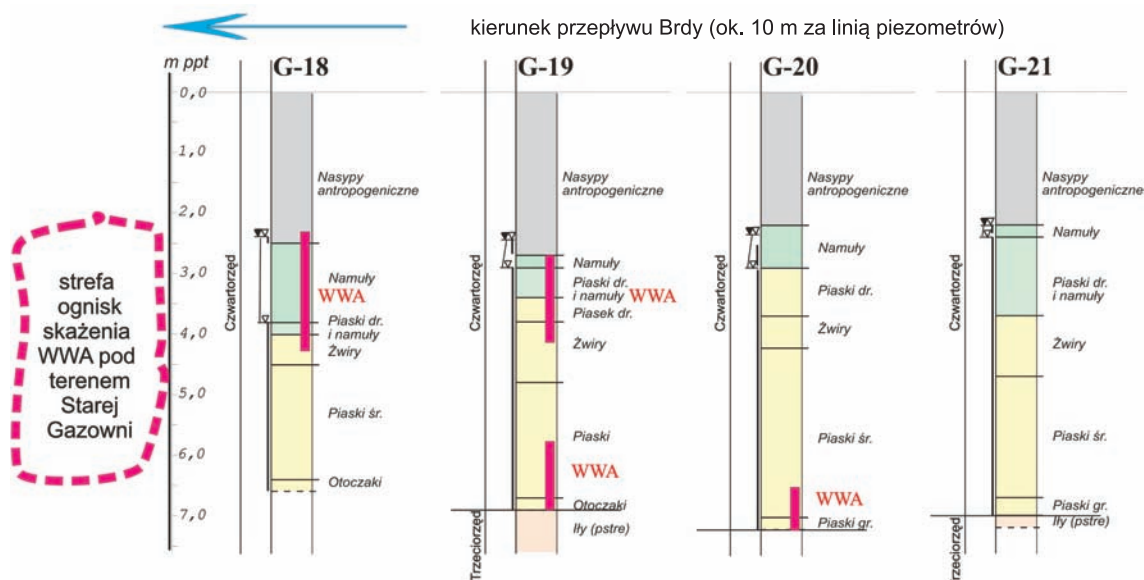 kierunek przepływu Brdy (ok. 10 m za linią piezometrów)
m ppt
0,0
1,0
2,0
3,0
4,0
5,0
6,0
7,0
strefa
ognisk
skażenia
WWA pod
terenem
Starej
Gazowni
G-18
Czwartorzęd
Nasypy
antropogeniczne
Namuły
WWA
Piaski dr.
i namuły
Żwiry
Piaski śr.
Otoczaki
G-19
Czwartorzęd
Trzeciorzęd
Nasypy
antropogeniczne
Namuły
Piaski dr.
i namuły WWA
Piasek dr.
Żwiry
Piaski
WWA
Otoczaki
Iły (pstre)
G-20
Czwartorzęd
Nasypy
antropogeniczne
Namuły
Piaski dr.
Żwiry
Piaski śr.
WWA
Piaski gr.
G-21
Czwartorzęd
Trzeciorzęd
Nasypy
antropogeniczne
Namuły
Piaski dr.
i namuły
Żwiry
Piaski śr.
Piaski gr.
Iły (pstre)